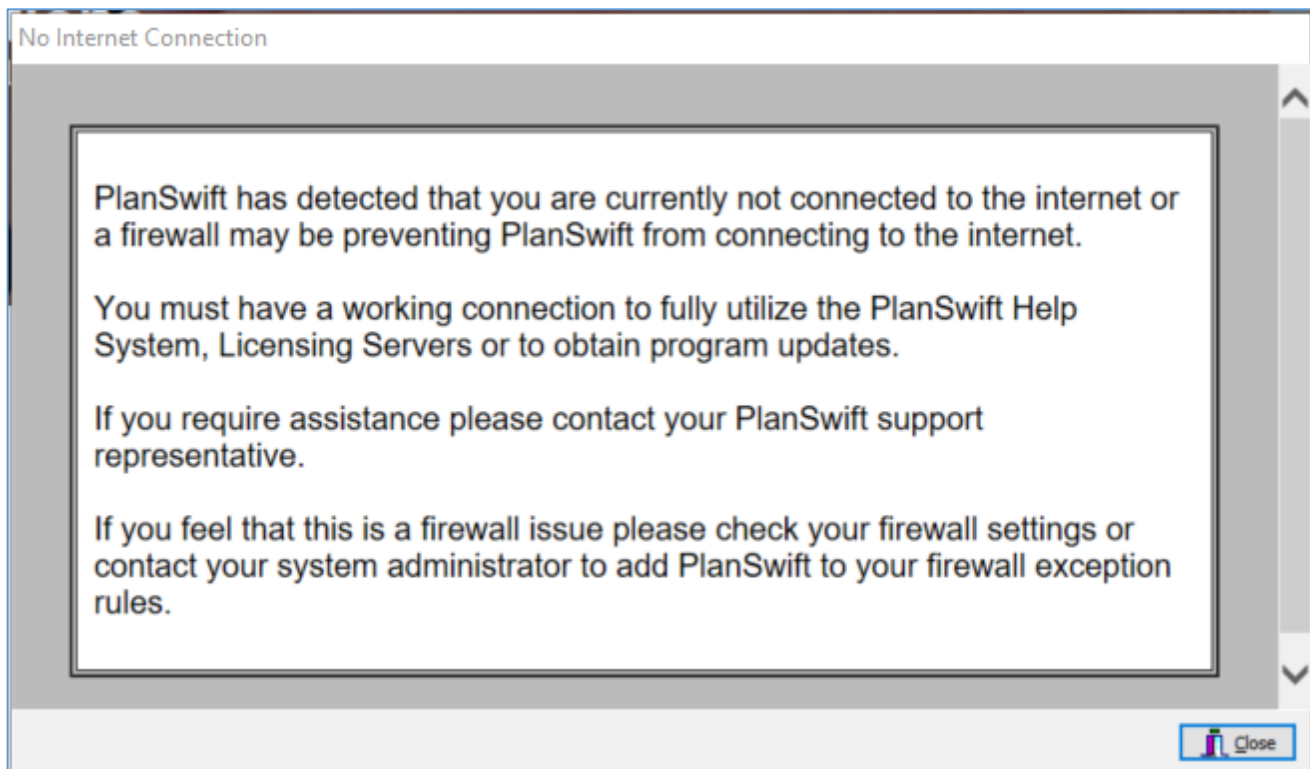 No Internet Connection
PlanSwift has detected that you are currently not connected to the internet or
a firewall may be preventing PlanSwift from connecting to the internet.
You must have a working connection to fully utilize the PlanSwift Help
System, Licensing Servers or to obtain program updates.
If you require assistance please contact your PlanSwift support
representative.
If you feel that this is a firewall issue please check your firewall settings or
contact your system administrator to add PlanSwift to your firewall exception
rules.
Close